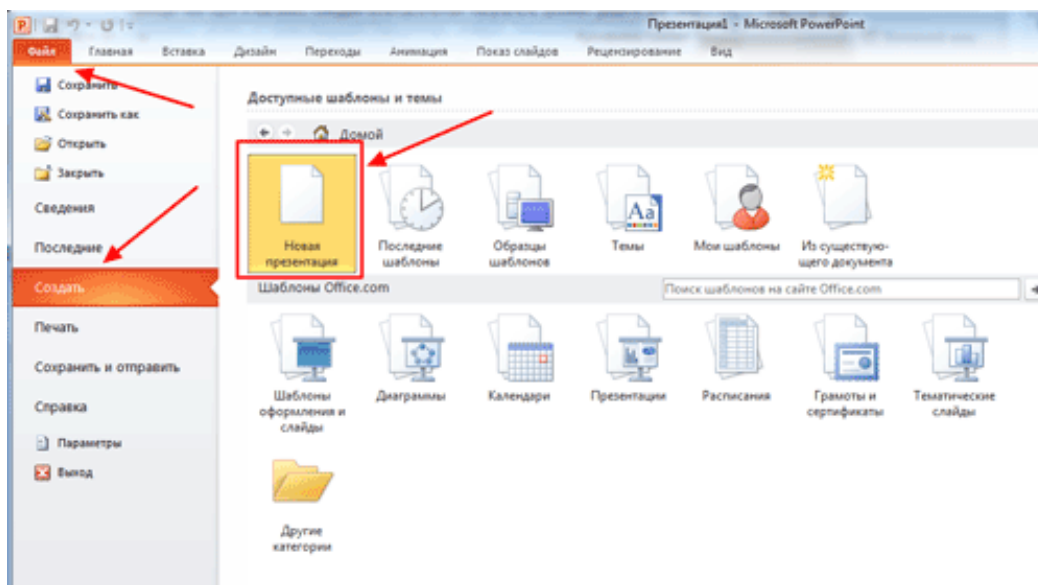 Презентация1 - Microsoft PowerPoint
Файл Главная Вставка Дизайн Переходы Анимация Показ слайдов Рецензирование Вид
Сохранить
Сохранить как
Открыть
Закрыть
Сведения
Последние
Создать
Печать
Сохранить и отправить
Справка
Параметры
Выход
Доступные шаблоны и темы
Домой
Новая
презентация
Последние
шаблоны
Образцы
шаблонов
Темы
Мои шаблоны
Из существую-
щего документа
Шаблоны Office.com
Поиск шаблонов на сайте Office.com
Шаблоны
оформления и
слайды
Диаграммы
Календари
Презентации
Расписания
Грамоты и
сертификаты
Тематические
слайды
Другие
категории